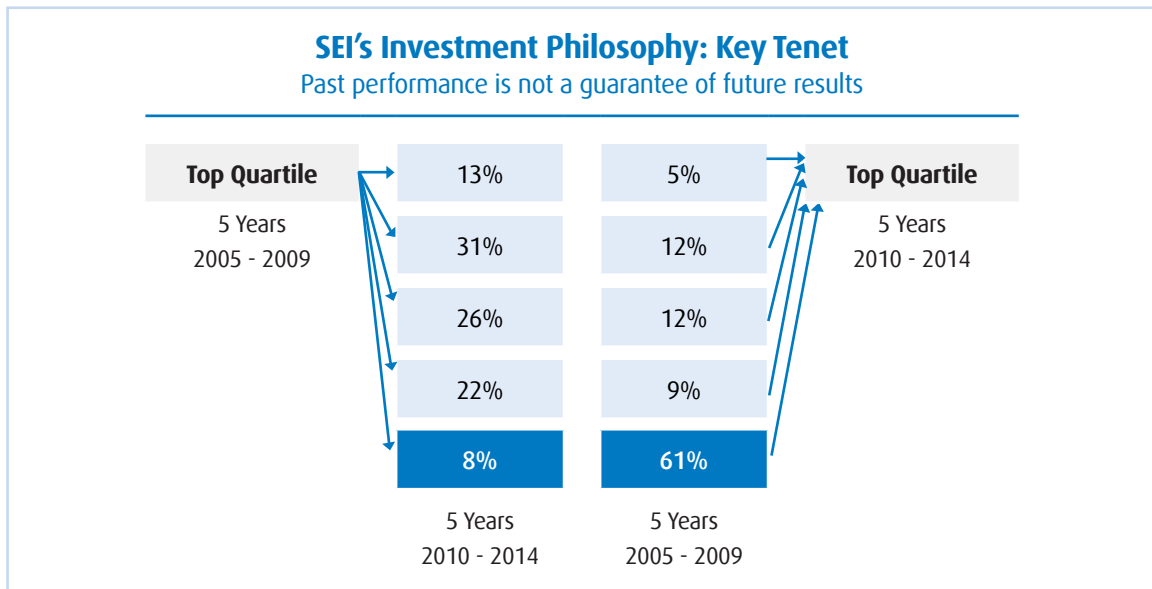 SEI's Investment Philosophy: Key Tenet
Past performance is not a guarantee of future results
Top Quartile
5 Years
2005 - 2009
13%
31%
26%
22%
8%
5 Years
2010 - 2014
5%
12%
12%
9%
61%
5 Years
2005 - 2009
Top Quartile
5 Years
2010 - 2014